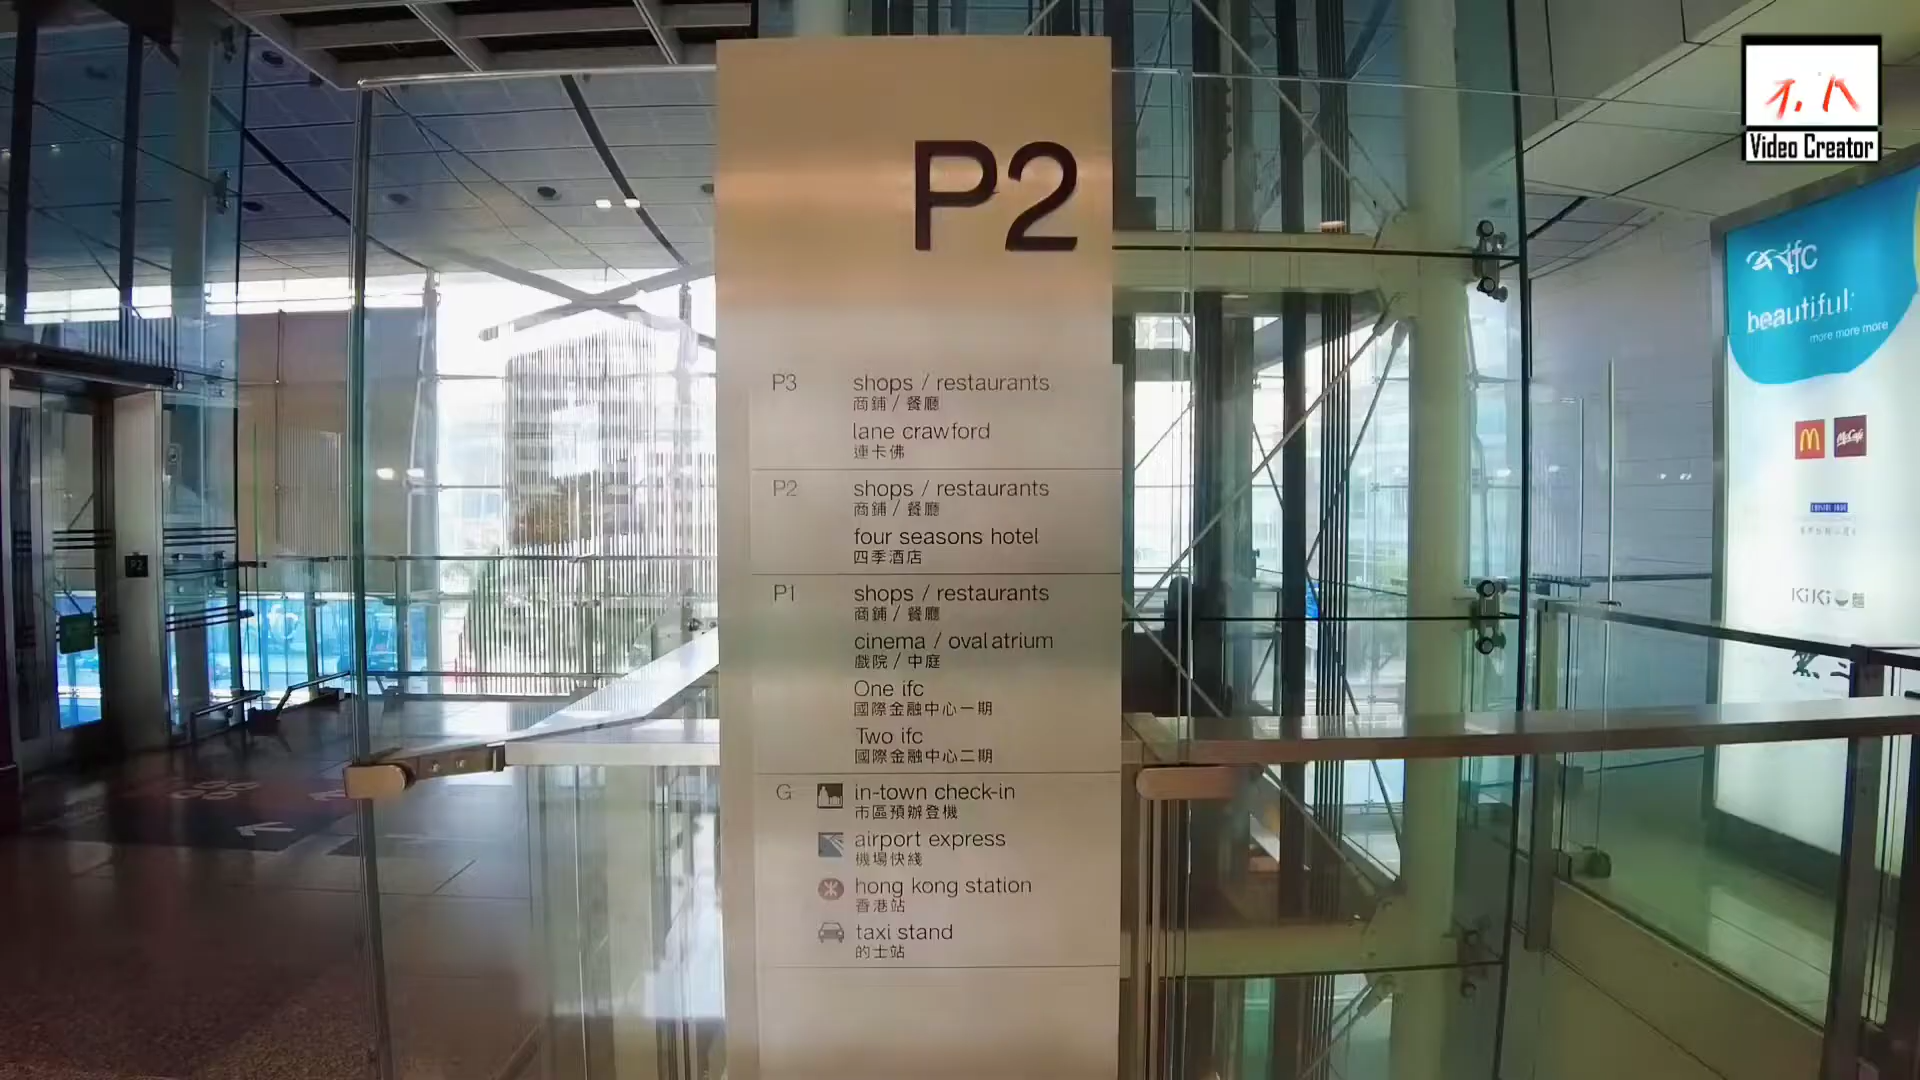 P2
P3 shops / restaurants
商鋪 / 餐廳
lane crawford
連卡佛
P2 shops / restaurants
商鋪 / 餐廳
four seasons hotel
四季酒店
P1 shops / restaurants
商鋪 / 餐廳
cinema / oval atrium
戲院 / 中庭
One ifc
國際金融中心一期
Two ifc
國際金融中心二期
G in-town check-in
市區預辦登機
airport express
機場快綫
hong kong station
香港站
taxi stand
的士站
P2
Video Creator
ifc
beautiful:
more more more
McCafé
KiKi